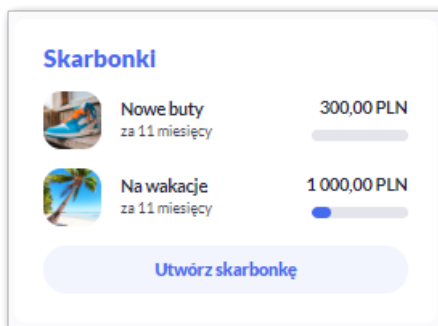 Skarbonki
Nowe buty 300,00 PLN
za 11 miesięcy
Na wakacje 1 000,00 PLN
za 11 miesięcy
Utwórz skarbonkę